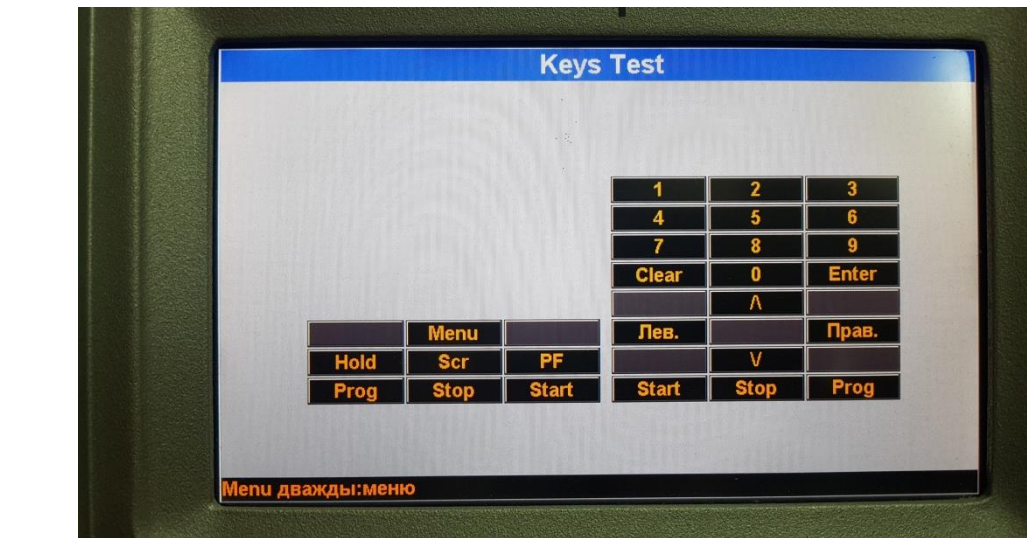 Keys Test
1 2 3
4 5 6
7 8 9
Clear 0 Enter
/\
Menu Лев. Прав.
Hold Scr PF \/
Prog Stop Start Start Stop Prog
Menu дважды:меню